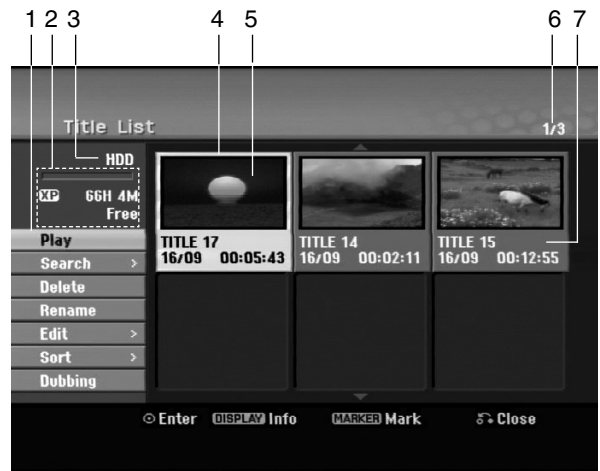 1 2 3 4 5 6 7
Title List
1/3
HDD
XP 66H 4M
Free
Play
Search >
Delete
Rename
Edit >
Sort >
Dubbing
TITLE 17
16/09 00:05:43
TITLE 14
16/09 00:02:11
TITLE 15
16/09 00:12:55
Enter DISPLAY Info MARKER Mark Close